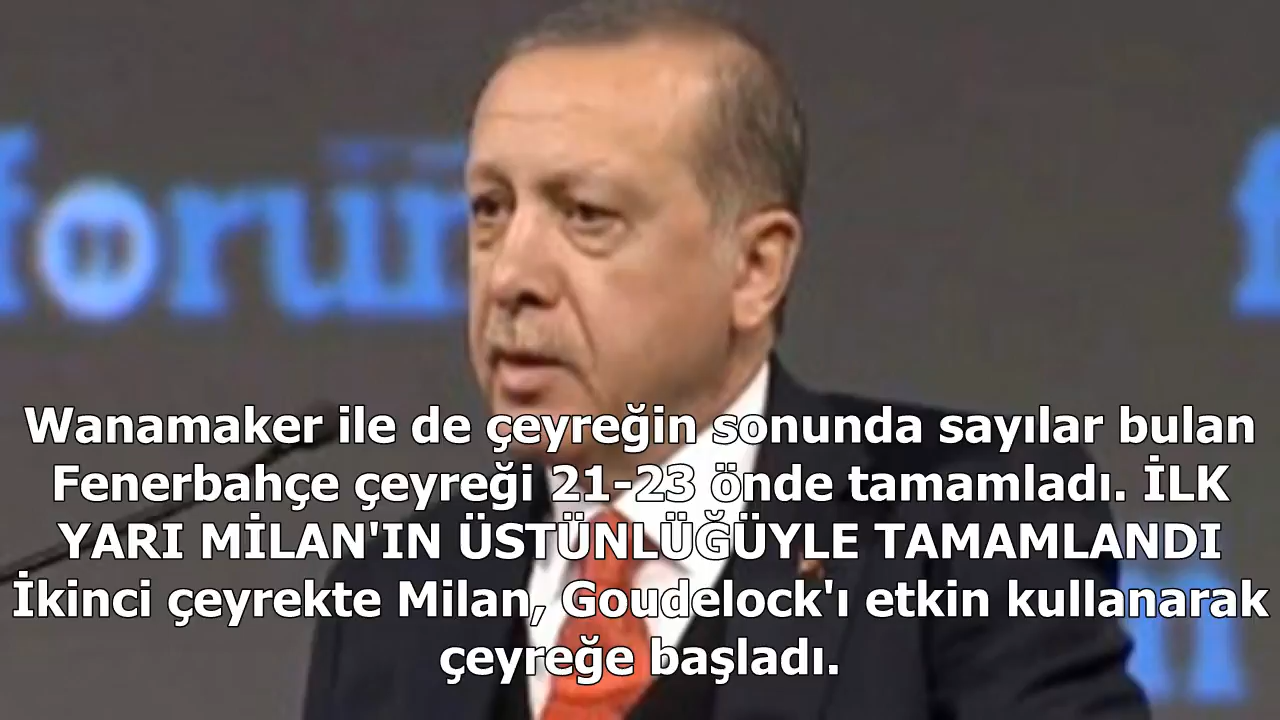 forum
f
Wanamaker ile de çeyreğin sonunda sayılar bulan
Fenerbahçe çeyreği 21-23 önde tamamladı. İLK
YARI MİLAN'IN ÜSTÜNLÜĞÜYLE TAMAMLANDI
İkinci çeyrekte Milan, Goudelock'ı etkin kullanarak
çeyreğe başladı.